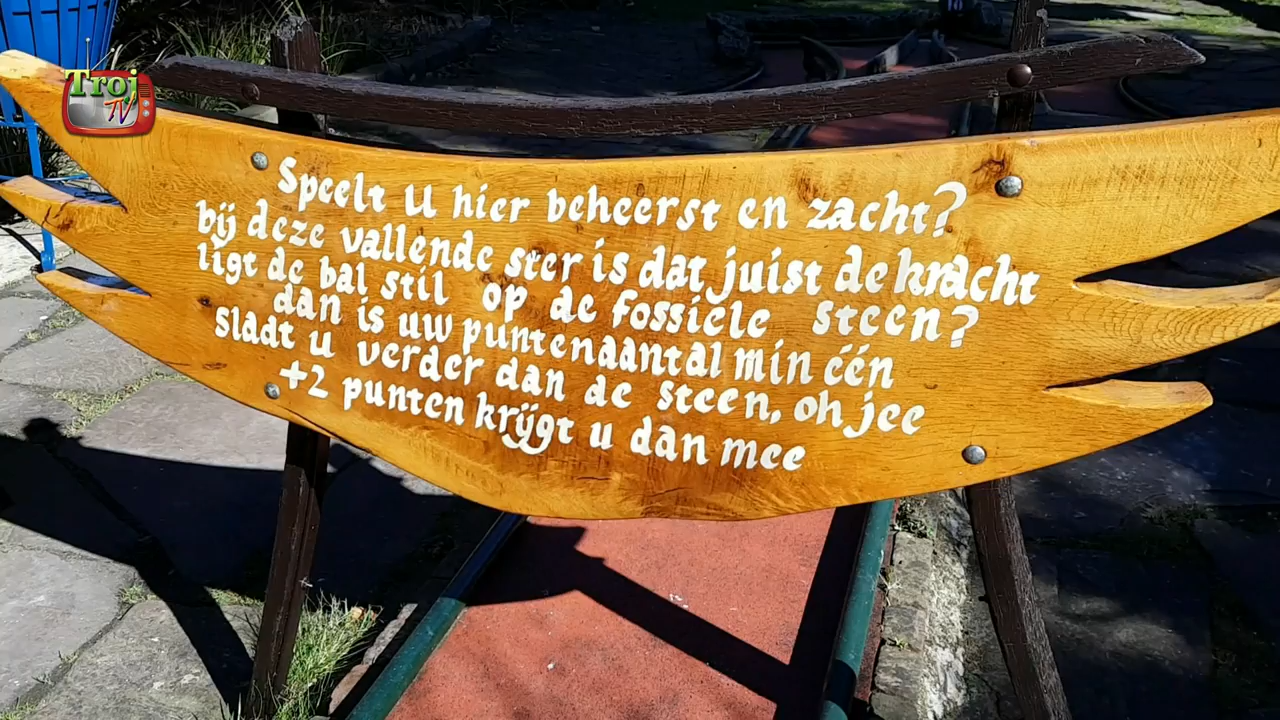 Troj
TV
Speelt U hier beheerst en zacht?
bij deze vallende ster is dat juist de kracht
ligt de bal stil op de fossiele steen?
dan is uw puntenaantal min één
sladt u verder dan de steen, oh jee
+2 punten krijgt u dan mee